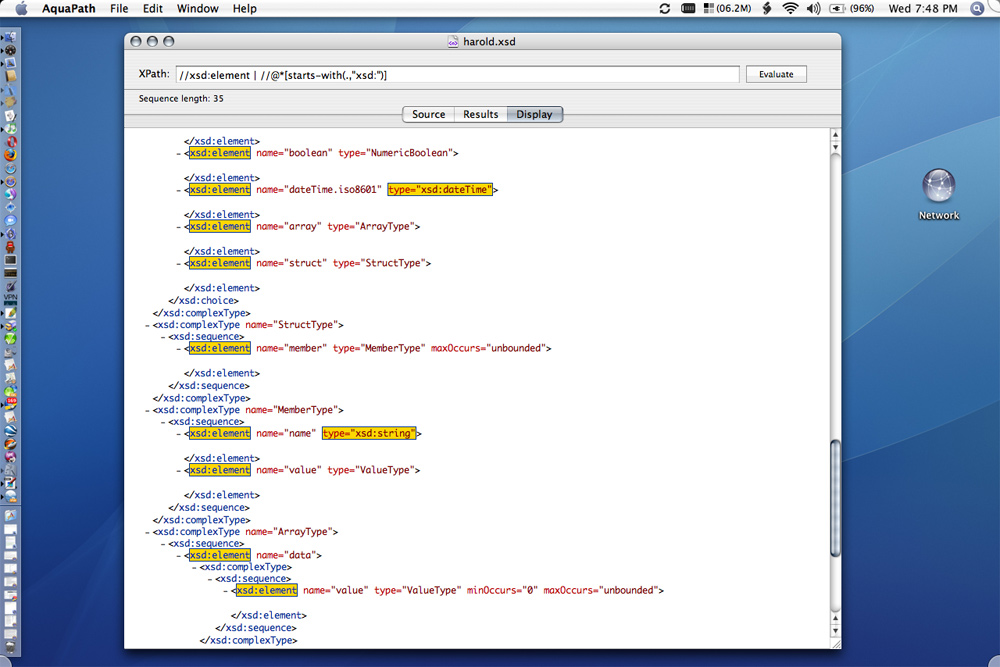 AquaPath File Edit Window Help (06.2M) (96%) Wed 7:48 PM
harold.xsd
XPath: //xsd:element | //@*[starts-with(.,"xsd:")] Evaluate
Sequence length: 35
Source Results Display
</xsd:element>
- <xsd:element name="boolean" type="NumericBoolean">
</xsd:element>
- <xsd:element name="dateTime.iso8601" type="xsd:dateTime">
</xsd:element>
- <xsd:element name="array" type="ArrayType">
</xsd:element>
- <xsd:element name="struct" type="StructType">
</xsd:element>
</xsd:choice>
</xsd:complexType>
- <xsd:complexType name="StructType">
- <xsd:sequence>
- <xsd:element name="member" type="MemberType" maxOccurs="unbounded">
</xsd:element>
</xsd:sequence>
</xsd:complexType>
- <xsd:complexType name="MemberType">
- <xsd:sequence>
- <xsd:element name="name" type="xsd:string">
</xsd:element>
- <xsd:element name="value" type="ValueType">
</xsd:element>
</xsd:sequence>
</xsd:complexType>
- <xsd:complexType name="ArrayType">
- <xsd:sequence>
- <xsd:element name="data">
- <xsd:complexType>
- <xsd:sequence>
- <xsd:element name="value" type="ValueType" minOccurs="0" maxOccurs="unbounded">
</xsd:element>
</xsd:sequence>
</xsd:complexType>
Network
VPN